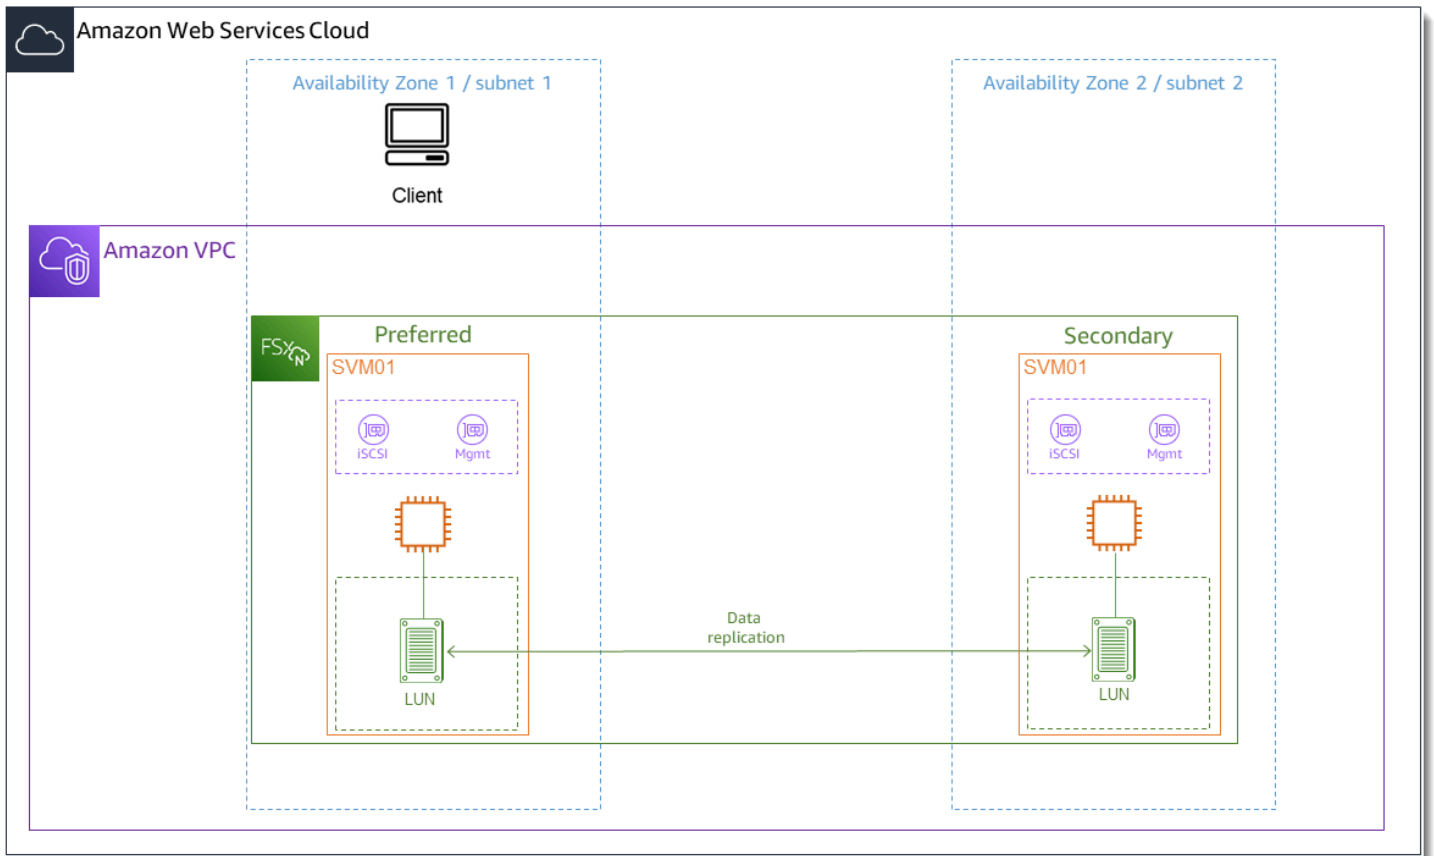 Amazon Web Services Cloud
Availability Zone 1 / subnet 1
Availability Zone 2 / subnet 2
Client
Amazon VPC
FSx
N
Preferred
Secondary
SVM01
SVM01
iSCSI
Mgmt
iSCSI
Mgmt
Data
replication
LUN
LUN